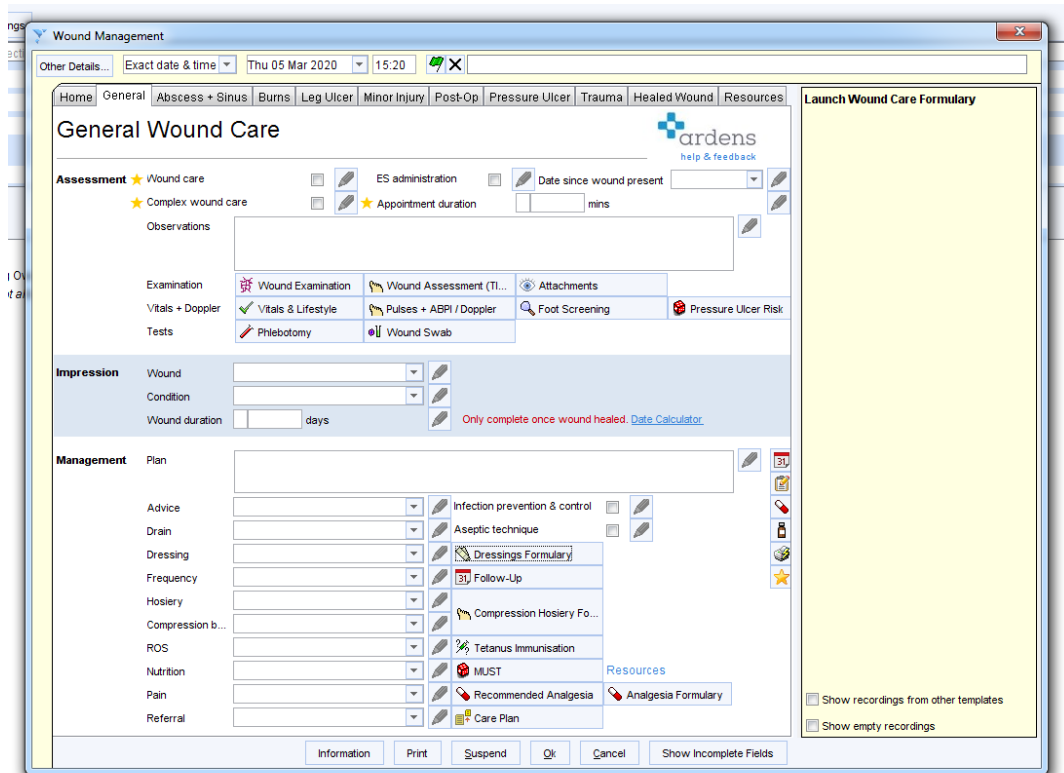 ngs
Wound Management
ecti
Other Details... Exact date & time Thu 05 Mar 2020 15:20
Home General Abscess + Sinus Burns Leg Ulcer Minor Injury Post-Op Pressure Ulcer Trauma Healed Wound Resources
Launch Wound Care Formulary
General Wound Care
ardens
help & feedback
Assessment Wound care ES administration Date since wound present
Complex wound care Appointment duration mins
Observations
Examination Wound Examination Wound Assessment (TI... Attachments
Vitals + Doppler Vitals & Lifestyle Pulses + ABPI / Doppler Foot Screening Pressure Ulcer Risk
Tests Phlebotomy Wound Swab
Impression Wound
Condition
Wound duration days Only complete once wound healed. Date Calculator
Management Plan 31
Advice Infection prevention & control
Drain Aseptic technique
Dressing Dressings Formulary
Frequency 31 Follow-Up
Hosiery
Compression Hosiery Fo...
Compression b...
ROS Tetanus Immunisation
Nutrition MUST Resources
Pain Recommended Analgesia Analgesia Formulary
Referral Care Plan
Show recordings from other templates
Show empty recordings
Information Print Suspend Ok Cancel Show Incomplete Fields